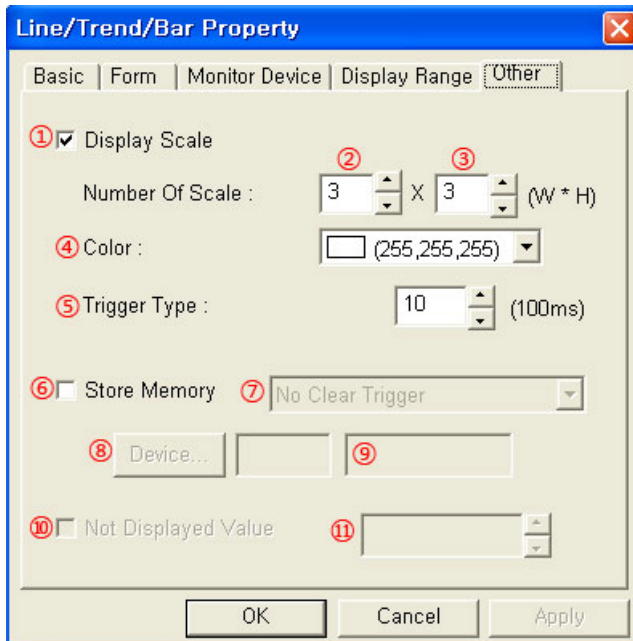 Line/Trend/Bar Property
Basic Form Monitor Device Display Range Other
① Display Scale
② ③
Number Of Scale : 3 X 3 (W * H)
④ Color : (255,255,255)
⑤ Trigger Type : 10 (100ms)
⑥ Store Memory ⑦ No Clear Trigger
⑧ Device... ⑨
⑩ Not Displayed Value ⑪
OK Cancel Apply